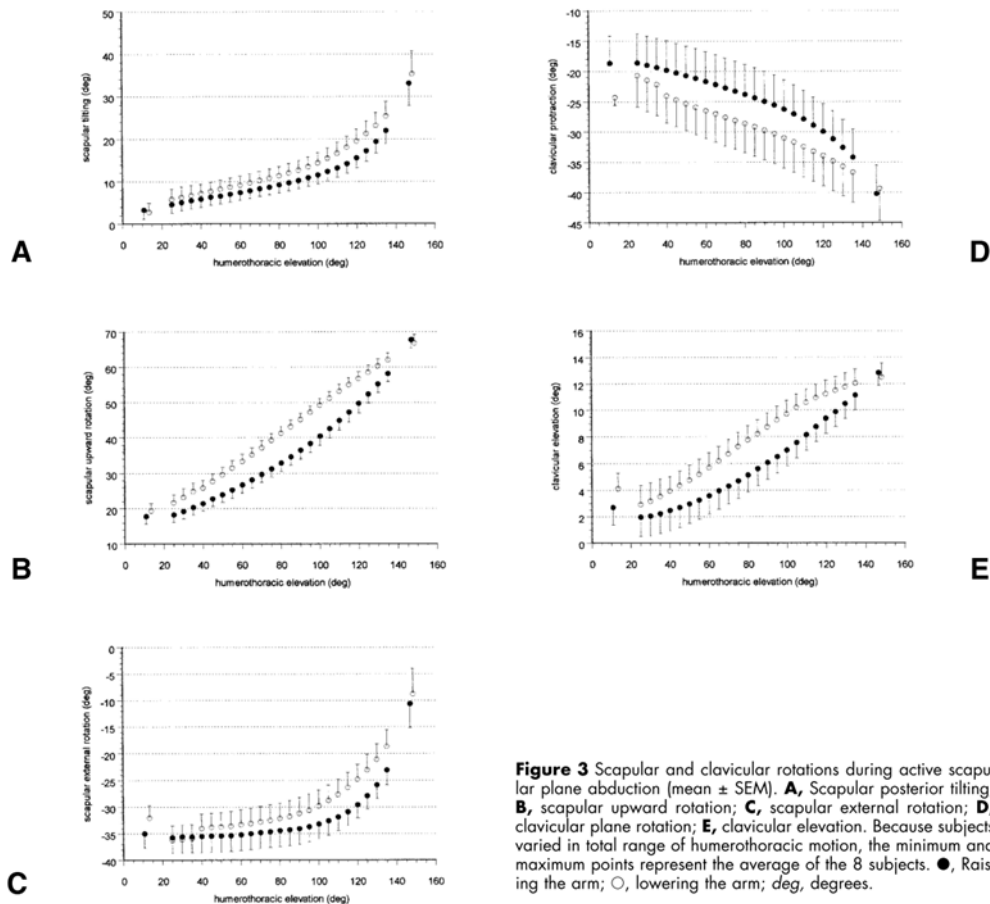 50
40
30
20
10
0
scapular tilting (deg)
0 20 40 60 80 100 120 140 160
humerothoracic elevation (deg)
A
-10
-15
-20
-25
-30
-35
-40
-45
clavicular protraction (deg)
0 20 40 60 80 100 120 140 160
humerothoracic elevation (deg)
D
70
60
50
40
30
20
10
scapular upward rotation (deg)
0 20 40 60 80 100 120 140 160
humerothoracic elevation (deg)
B
16
14
12
10
8
6
4
2
0
clavicular elevation (deg)
0 20 40 60 80 100 120 140 160
humerothoracic elevation (deg)
E
0
-5
-10
-15
-20
-25
-30
-35
-40
scapular external rotation (deg)
0 20 40 60 80 100 120 140 160
humerothoracic elevation (deg)
C
Figure 3 Scapular and clavicular rotations during active scapu-
lar plane abduction (mean ± SEM). A, Scapular posterior tilting
B, scapular upward rotation; C, scapular external rotation; D,
clavicular plane rotation; E, clavicular elevation. Because subjects
varied in total range of humerothoracic motion, the minimum and
maximum points represent the average of the 8 subjects. ●, Rais-
ing the arm; ○, lowering the arm; deg, degrees.